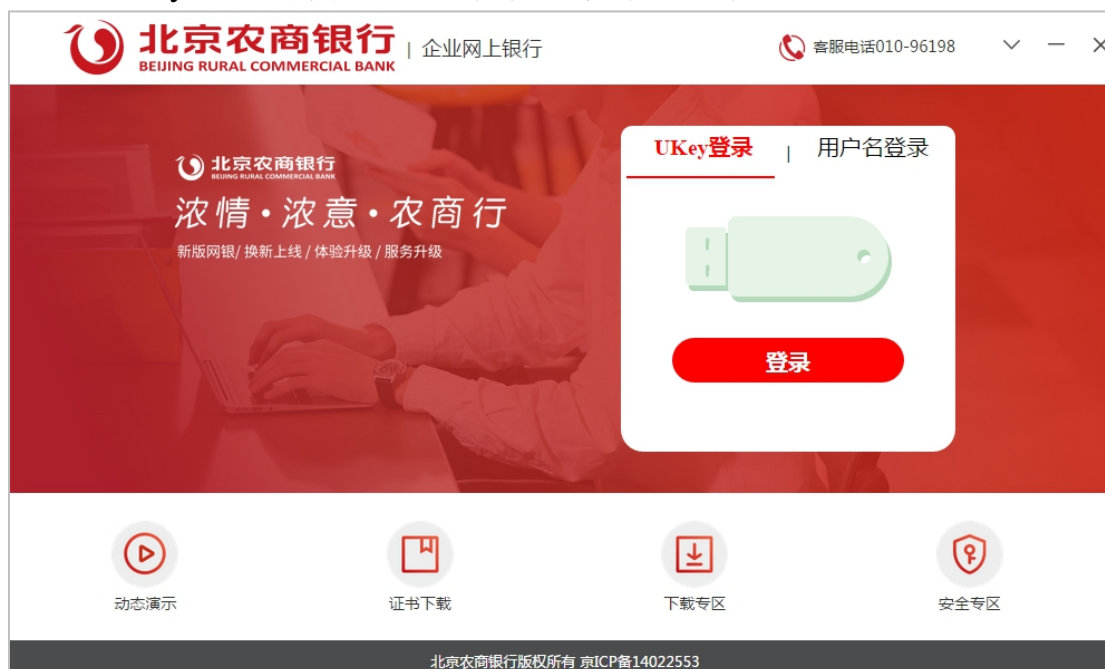 北京农商银行 | 企业网上银行
BEIJING RURAL COMMERCIAL BANK
客服电话010-96198
北京农商银行
BEIJING RURAL COMMERCIAL BANK
浓情·浓意·农商行
新版网银/ 换新上线 / 体验升级 / 服务升级
UKey登录 | 用户名登录
登录
动态演示
证书下载
下载专区
安全专区
北京农商银行版权所有 京ICP备14022553